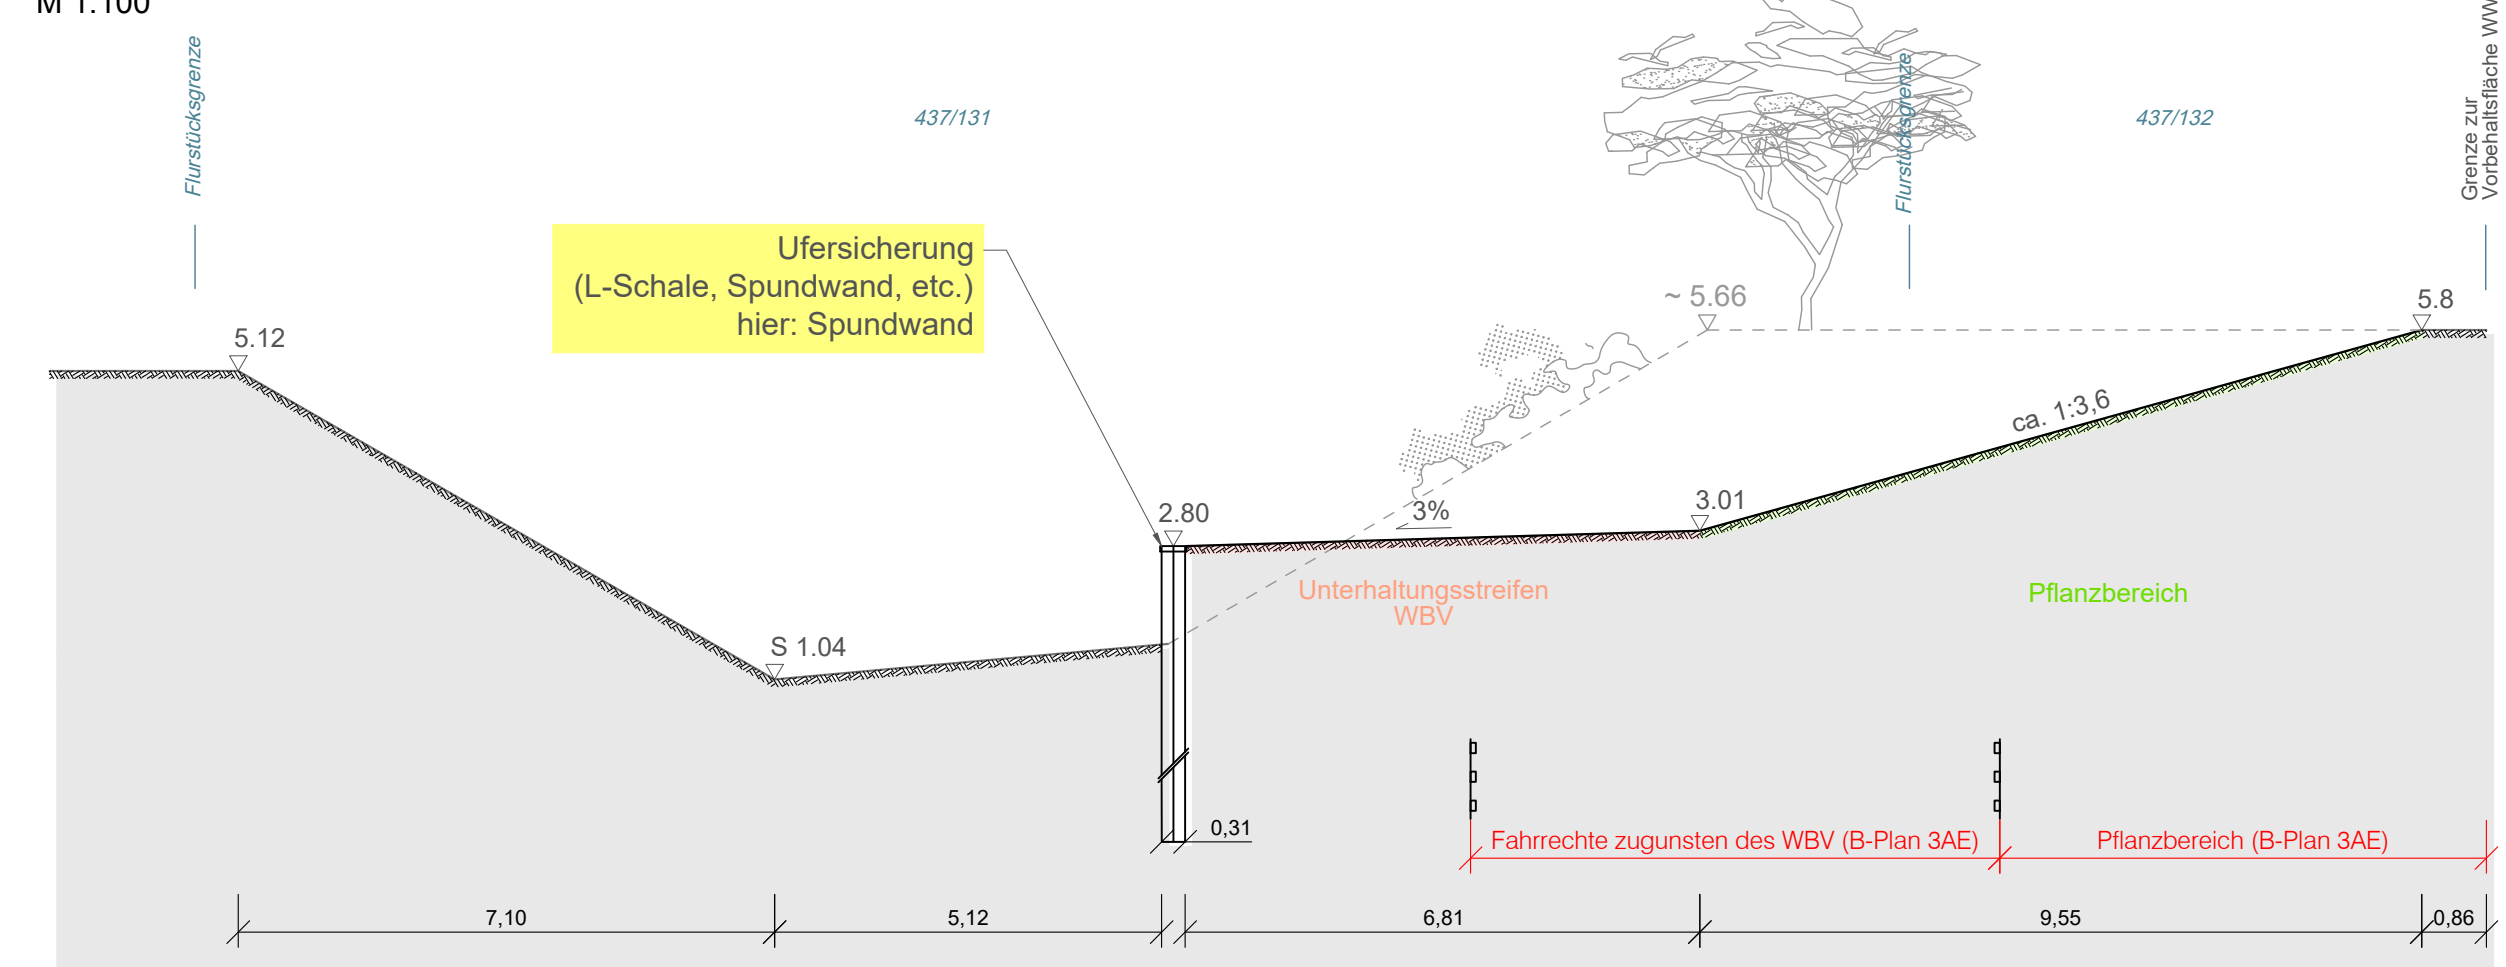 M 1:100
Flurstücksgrenze
437/131
Flurstücksgrenze
437/132
Grenze zur
Vorbehaltsfläche WW
Ufersicherung
(L-Schale, Spundwand, etc.)
hier: Spundwand
5.12
~ 5.66
5.8
ca. 1:3,6
2.80
3%
3.01
Unterhaltungsstreifen
WBV
Pflanzbereich
S 1.04
0,31
Fahrrechte zugunsten des WBV (B-Plan 3AE)
Pflanzbereich (B-Plan 3AE)
7,10
5,12
6,81
9,55
0,86